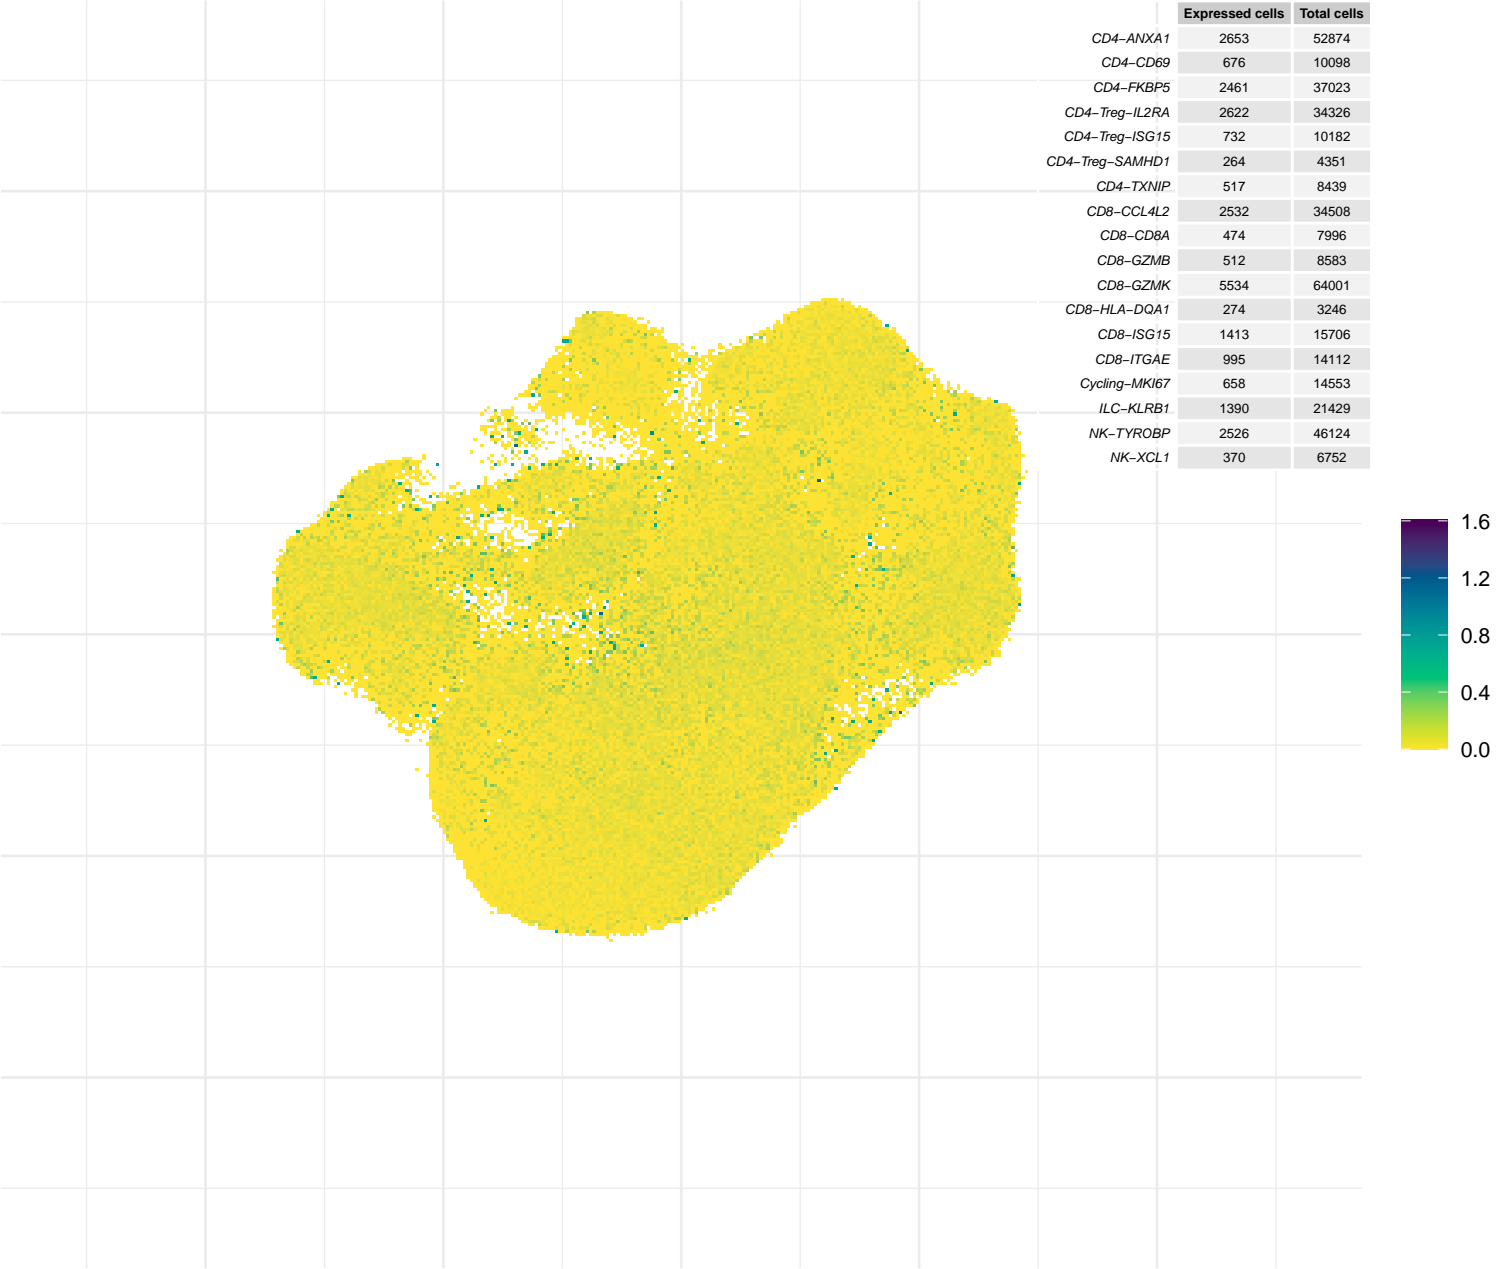 Expressed cells Total cells
CD4−ANXA1 2653 52874
CD4−CD69 676 10098
CD4−FKBP5 2461 37023
CD4−Treg−IL2RA 2622 34326
CD4−Treg−ISG15 732 10182
CD4−Treg−SAMHD1 264 4351
CD4−TXNIP 517 8439
CD8−CCL4L2 2532 34508
CD8−CD8A 474 7996
CD8−GZMB 512 8583
CD8−GZMK 5534 64001
CD8−HLA−DQA1 274 3246
CD8−ISG15 1413 15706
CD8−ITGAE 995 14112
Cycling−MKI67 658 14553
ILC−KLRB1 1390 21429
NK−TYROBP 2526 46124
NK−XCL1 370 6752
1.6
1.2
0.8
0.4
0.0